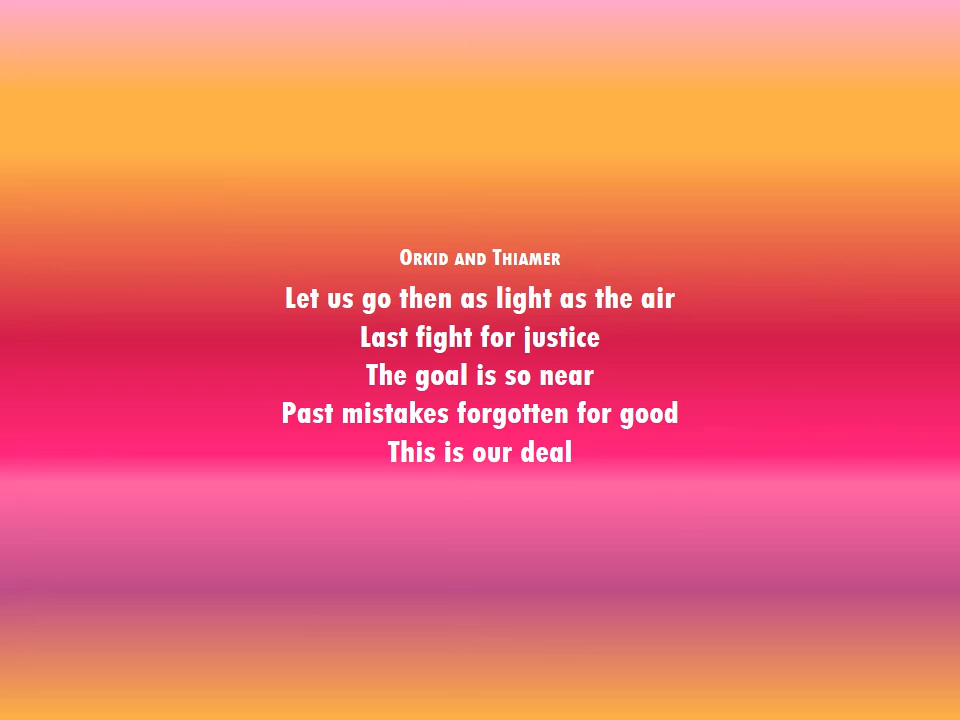 Orkid and Thiamer
Let us go then as light as the air
Last fight for justice
The goal is so near
Past mistakes forgotten for good
This is our deal